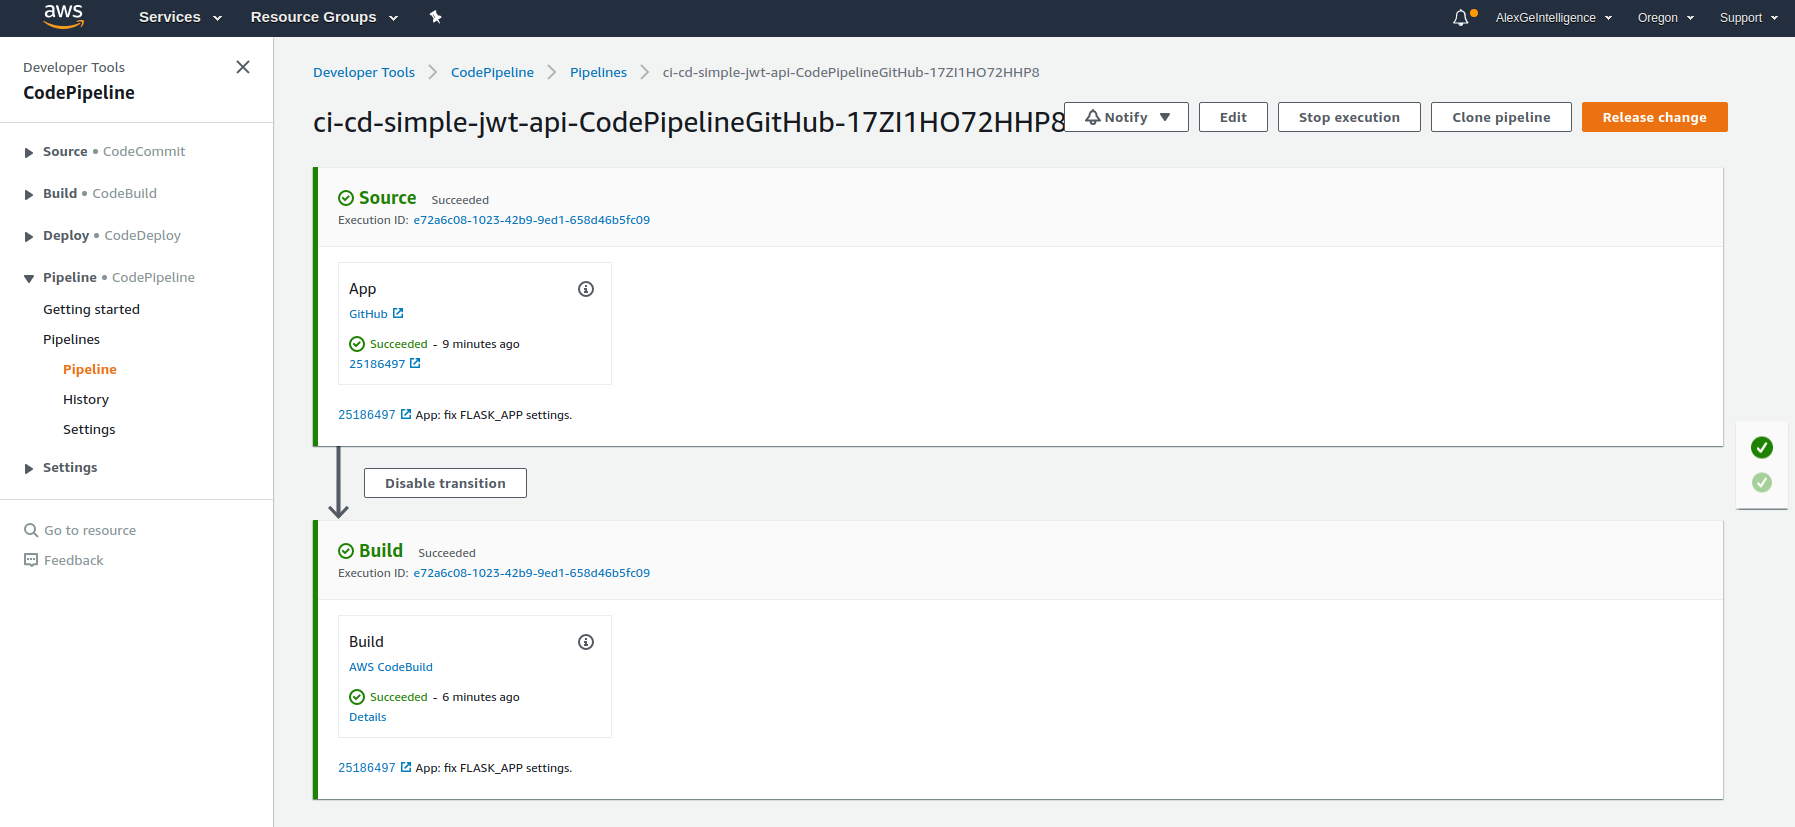 aws Services Resource Groups AlexGeIntelligence Oregon Support
Developer Tools
CodePipeline
Source • CodeCommit
Build • CodeBuild
Deploy • CodeDeploy
Pipeline • CodePipeline
Getting started
Pipelines
Pipeline
History
Settings
Settings
Go to resource
Feedback
Developer Tools CodePipeline Pipelines ci-cd-simple-jwt-api-CodePipelineGitHub-17ZI1HO72HHP8
ci-cd-simple-jwt-api-CodePipelineGitHub-17ZI1HO72HHP8
Notify Edit Stop execution Clone pipeline Release change
Source Succeeded
Execution ID: e72a6c08-1023-42b9-9ed1-658d46b5fc09
App
GitHub
Succeeded - 9 minutes ago
25186497
25186497 App: fix FLASK_APP settings.
Disable transition
Build Succeeded
Execution ID: e72a6c08-1023-42b9-9ed1-658d46b5fc09
Build
AWS CodeBuild
Succeeded - 6 minutes ago
Details
25186497 App: fix FLASK_APP settings.